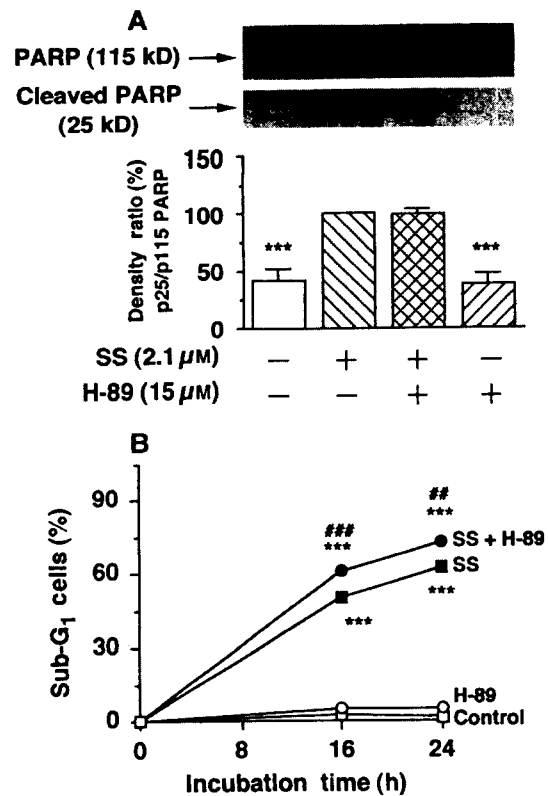 A
PARP (115 kD)
Cleaved PARP
(25 kD)
Density ratio (%)
p25/p115 PARP
150
100
50
0
***
***
SS (2.1 µM) – + + –
H-89 (15 µM) – – + +
B
Sub-G1 cells (%)
90
60
30
0
###
***
##
***
SS + H-89
SS
***
***
H-89
Control
0 8 16 24
Incubation time (h)